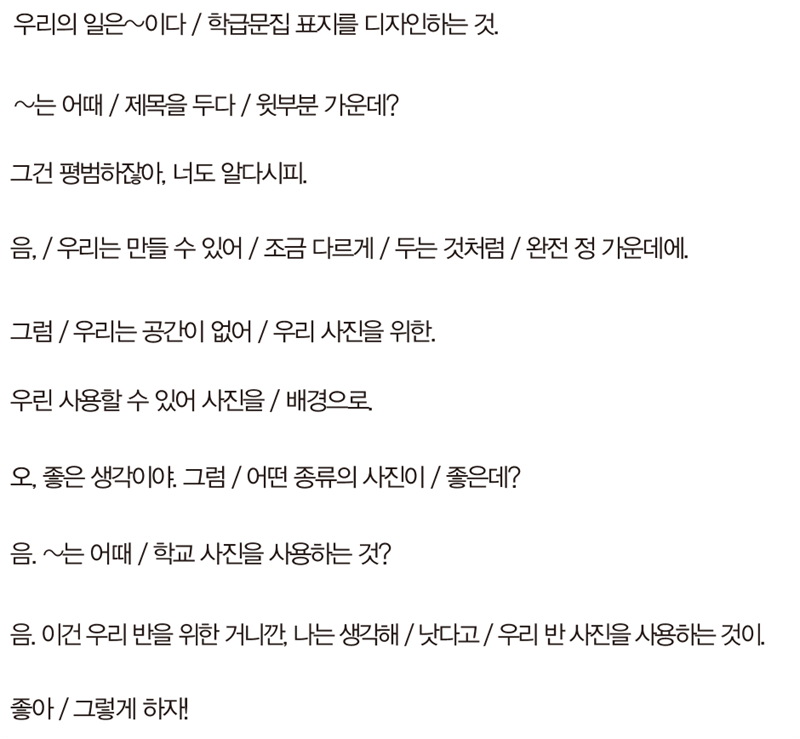 우리의 일은~이다 / 학급문집 표지를 디자인하는 것.
~는 어때 / 제목을 두다 / 윗부분 가운데?
그건 평범하잖아, 너도 알다시피.
음, / 우리는 만들 수 있어 / 조금 다르게 / 두는 것처럼 / 완전 정 가운데에.
그럼 / 우리는 공간이 없어 / 우리 사진을 위한.
우린 사용할 수 있어 사진을 / 배경으로.
오, 좋은 생각이야. 그럼 / 어떤 종류의 사진이 / 좋은데?
음. ~는 어때 / 학교 사진을 사용하는 것?
음. 이건 우리 반을 위한 거니깐, 나는 생각해 / 낫다고 / 우리 반 사진을 사용하는 것이.
좋아 / 그렇게 하자!